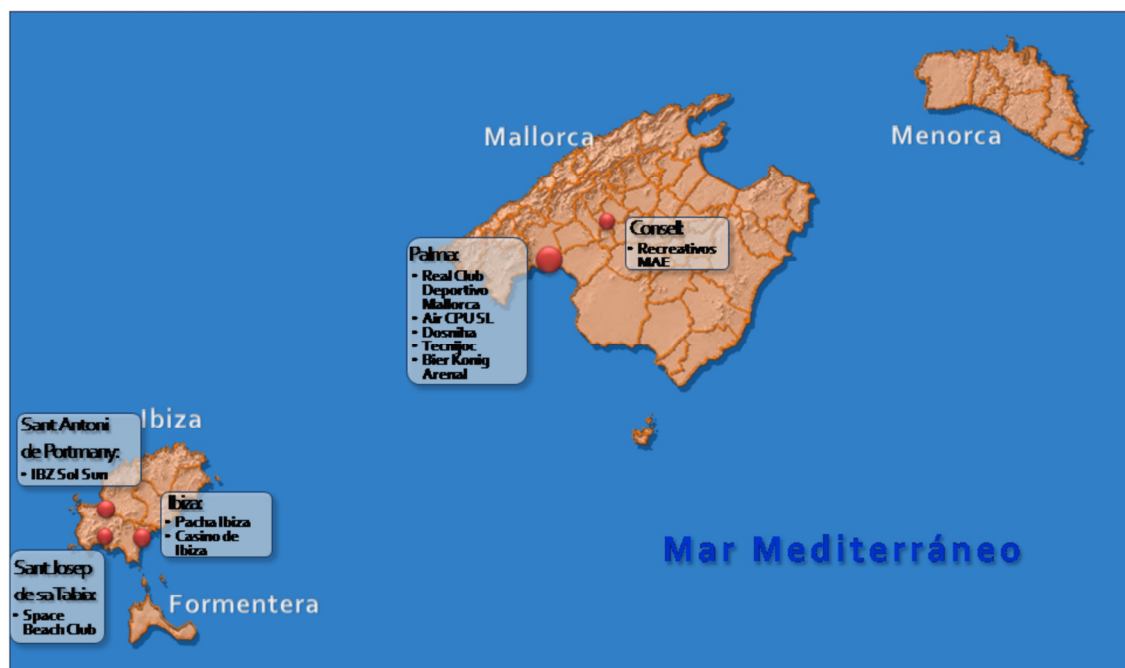 Mallorca
Menorca
Consell:
• Recreativos
MAE
Palma:
• Real Club
Deportivo
Mallorca
• Air CPU SL
• Dosniha
• Tecnijoc
• Bier Konig
Arenal
Ibiza
Sant Antoni
de Portmany:
• IBZ Sol Sun
Ibiza:
• Pacha Ibiza
• Casino de
Ibiza
Sant Josep
de sa Talaia:
• Space
Beach Club
Formentera
Mar Mediterráneo